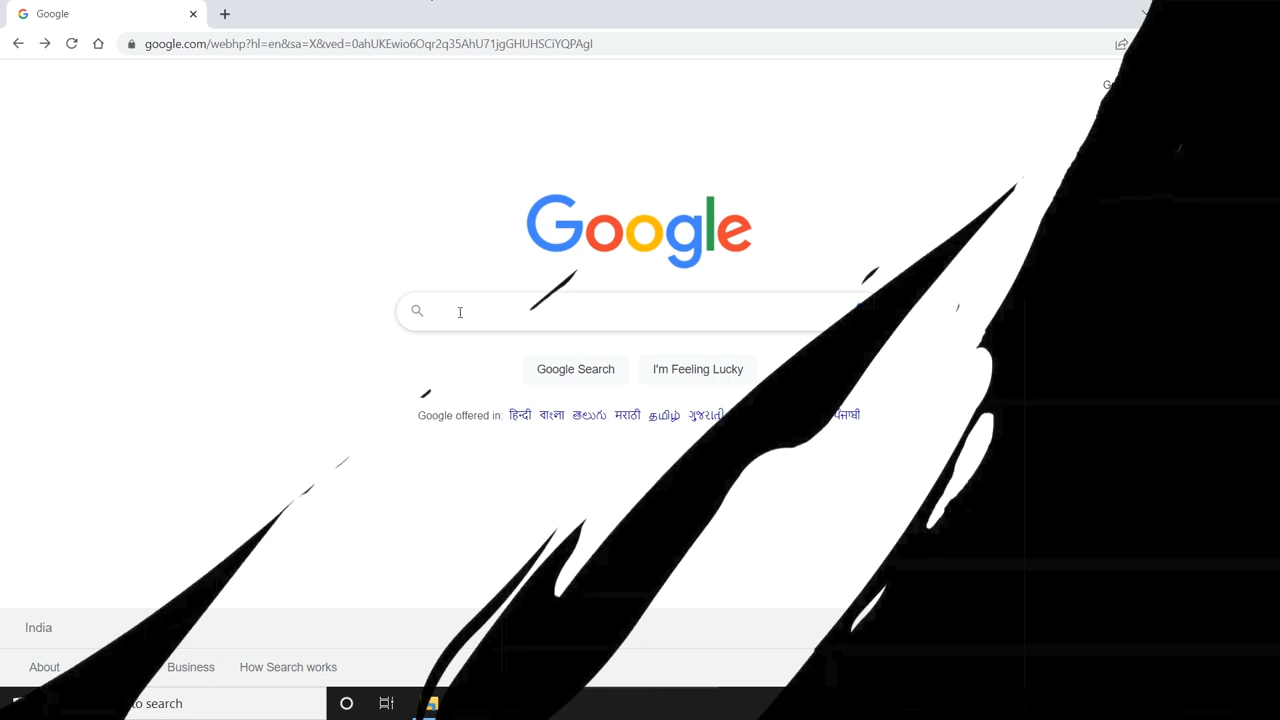 Google
google.com/webhp?hl=en&sa=X&ved=0ahUKEwio6Oqr2q35AhU71jgGHUHSCiYQPAgI
Google
Google Search I'm Feeling Lucky
Google offered in: हिन्दी বাংলা తెలుగు मराठी தமிழ் ગુજરાતી ਪੰਜਾਬੀ
India
About Business How Search works
to search